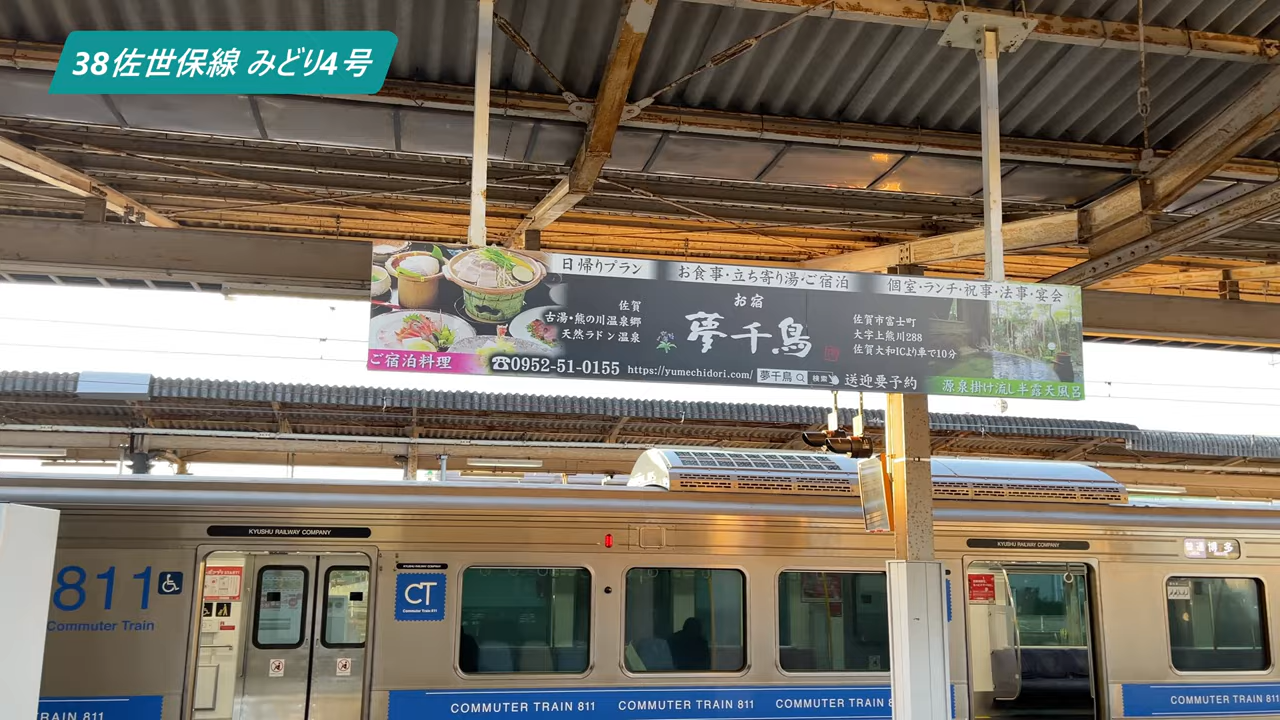 38佐世保線 みどり4号
日帰りプラン
お食事・立ち寄り湯・ご宿泊
個室・ランチ・祝事・法事・宴会
佐賀
古湯・熊の川温泉郷
天然ラドン温泉
お宿
夢千鳥
佐賀市富士町
大字上熊川288
佐賀大和ICより車で10分
ご宿泊料理
☎0952-51-0155
https://yumechidori.com/
夢千鳥
検索
送迎要予約
源泉掛け流し半露天風呂
KYUSHU RAILWAY COMPANY
KYUSHU RAILWAY COMPANY
普通 博多
811
Commuter Train
CT
Commuter Train 811
TRAIN 811
COMMUTER TRAIN 811
COMMUTER TRAIN 811
COMMUTER TRAIN 8
COMMUTER TRAIN 811